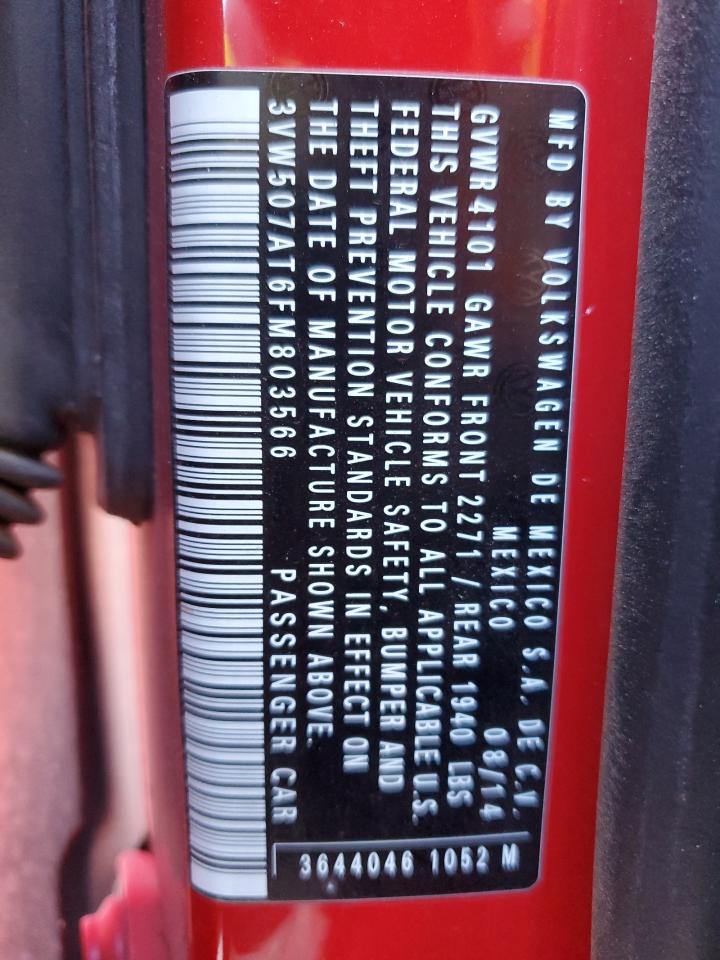 MFD BY VOLKSWAGEN DE MEXICO S.A. DE C.V.
MEXICO 08/14
GVWR 4101 GAWR FRONT 2271 / REAR 1940 LBS
THIS VEHICLE CONFORMS TO ALL APPLICABLE U.S.
FEDERAL MOTOR VEHICLE SAFETY, BUMPER AND
THEFT PREVENTION STANDARDS IN EFFECT ON
THE DATE OF MANUFACTURE SHOWN ABOVE.
3VW507AT6FM803566 PASSENGER CAR
3644046 1052 M